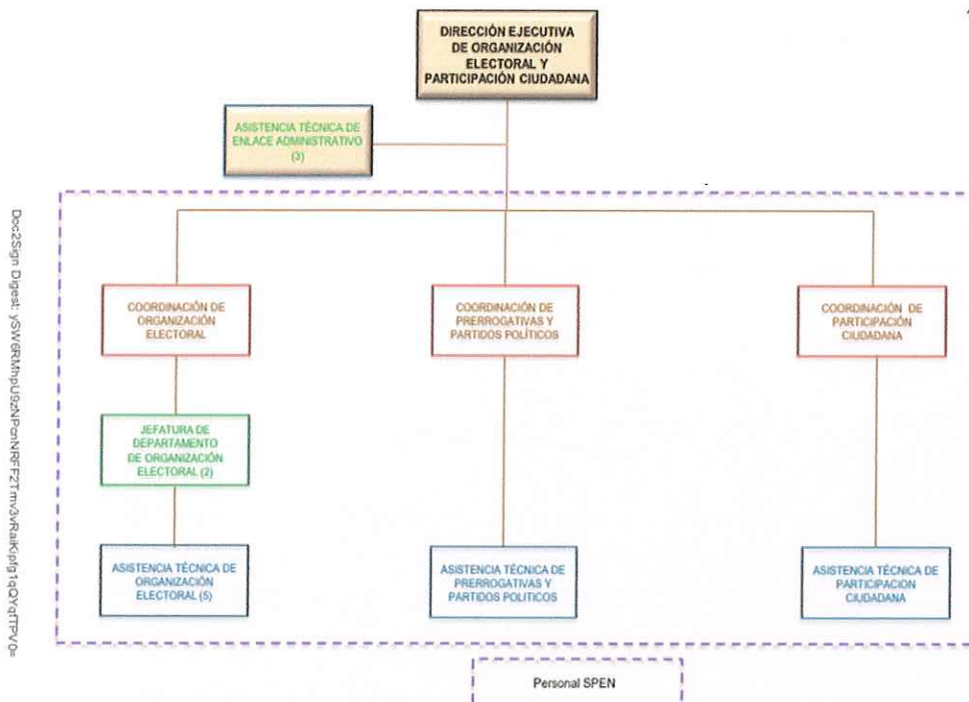 DIRECCIÓN EJECUTIVA
DE ORGANIZACIÓN
ELECTORAL Y
PARTICIPACIÓN CIUDADANA
ASISTENCIA TÉCNICA DE
ENLACE ADMINISTRATIVO
(3)
COORDINACIÓN DE
ORGANIZACIÓN
ELECTORAL
COORDINACIÓN DE
PRERROGATIVAS Y
PARTIDOS POLÍTICOS
COORDINACIÓN DE
PARTICIPACIÓN
CIUDADANA
JEFATURA DE
DEPARTAMENTO
DE ORGANIZACIÓN
ELECTORAL (2)
ASISTENCIA TÉCNICA DE
ORGANIZACIÓN
ELECTORAL (5)
ASISTENCIA TÉCNICA DE
PRERROGATIVAS Y
PARTIDOS POLITICOS
ASISTENCIA TÉCNICA DE
PARTICIPACION
CIUDADANA
Personal SPEN
Doc2Sign Digest: